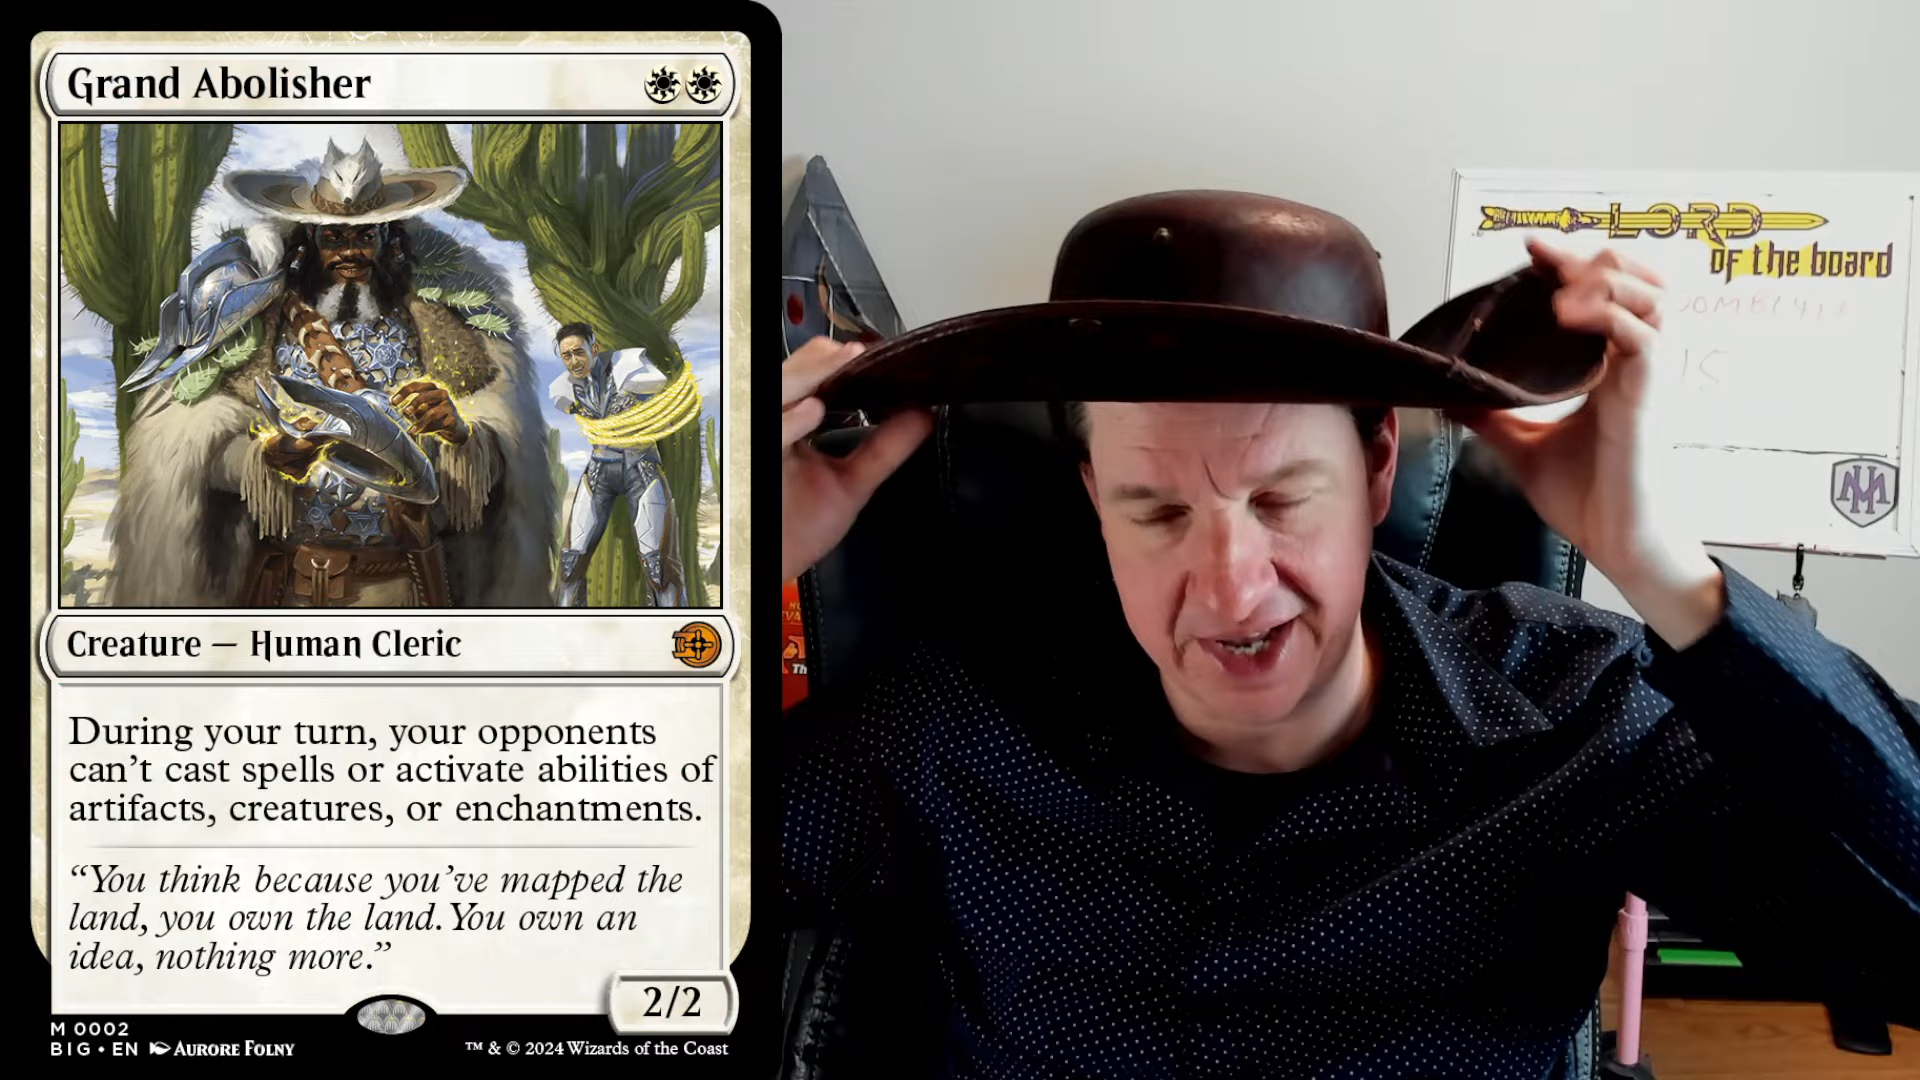 Grand Abolisher
Creature — Human Cleric
During your turn, your opponents
can't cast spells or activate abilities of
artifacts, creatures, or enchantments.
“You think because you've mapped the
land, you own the land. You own an
idea, nothing more.”
2/2
M 0002
BIG • EN AURORE FOLNY
™ & © 2024 Wizards of the Coast
LORD
of the board
15
Th